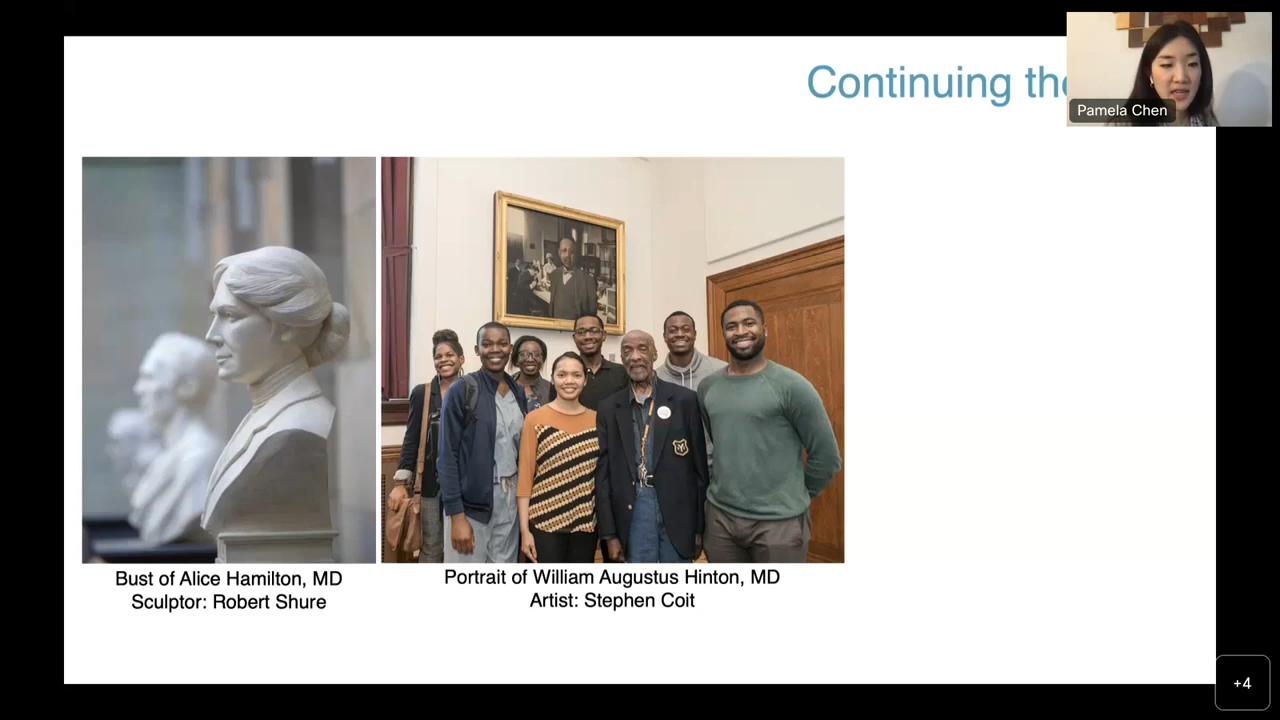 Continuing the
Pamela Chen
Bust of Alice Hamilton, MD
Sculptor: Robert Shure
Portrait of William Augustus Hinton, MD
Artist: Stephen Coit
+4